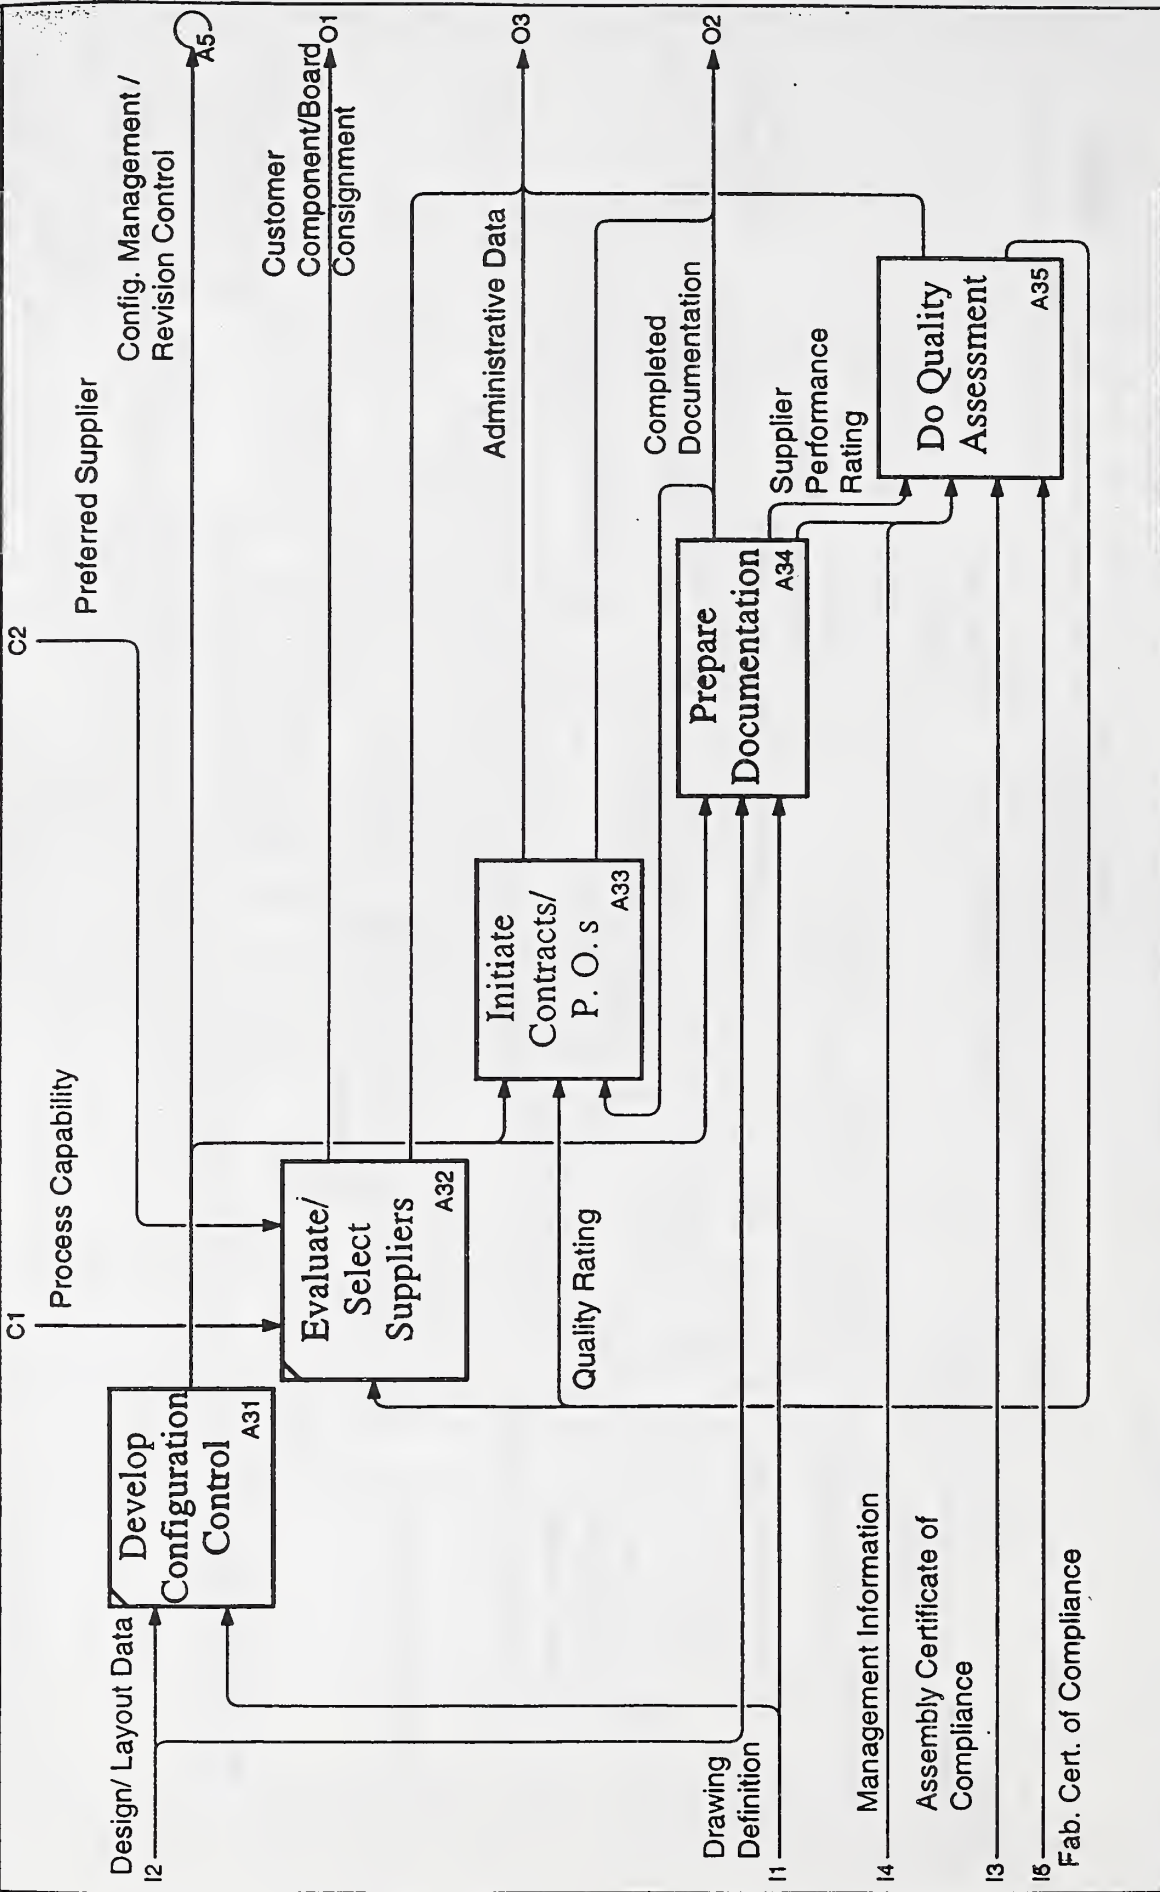 C1
Process Capability
C2
Preferred Supplier
Config. Management /
Revision Control
A5
Customer
Component/Board
Consignment
O1
Administrative Data
O3
Completed
Documentation
O2
Design/ Layout Data
I2
Develop
Configuration
Control
A31
Evaluate/
Select
Suppliers
A32
Initiate
Contracts/
P. O. s
A33
Quality Rating
Prepare
Documentation
A34
Supplier
Performance
Rating
Do Quality
Assessment
A35
Drawing
Definition
I1
Management Information
I4
Assembly Certificate of
Compliance
I3
I5
Fab. Cert. of Compliance